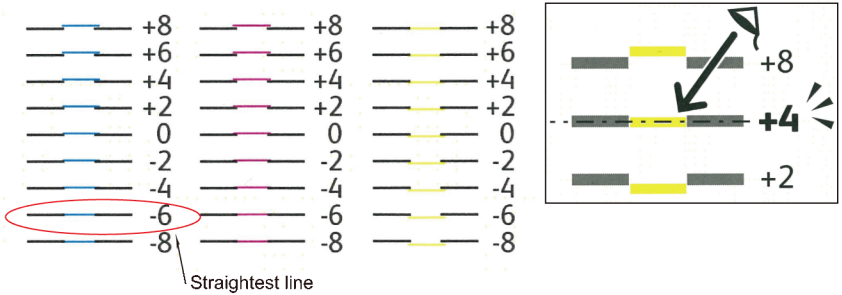 +8 +8 +8
+6 +6 +6
+4 +4 +4
+2 +2 +2
0 0 0
-2 -2 -2
-4 -4 -4
-6 -6 -6
-8 -8 -8
Straightest line
+8
+4
+2